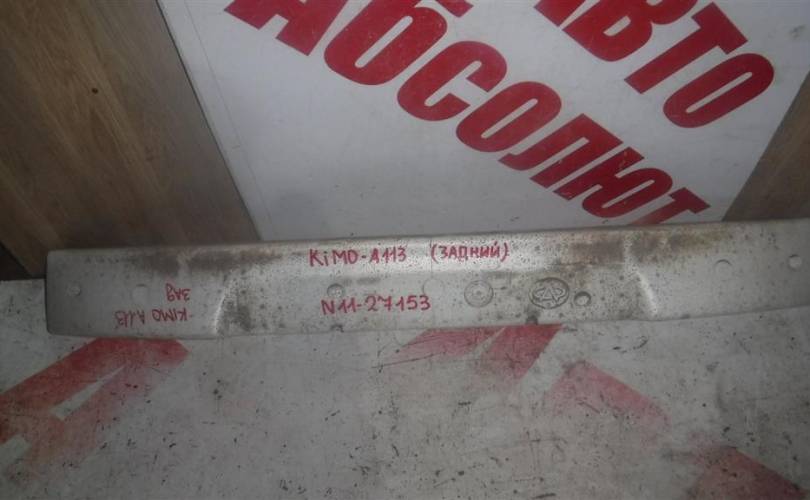 АВТО
АБСОЛЮТ
KiMO-A113 (ЗАДНИЙ)
N11-27153
KIMO A113
ЗАД